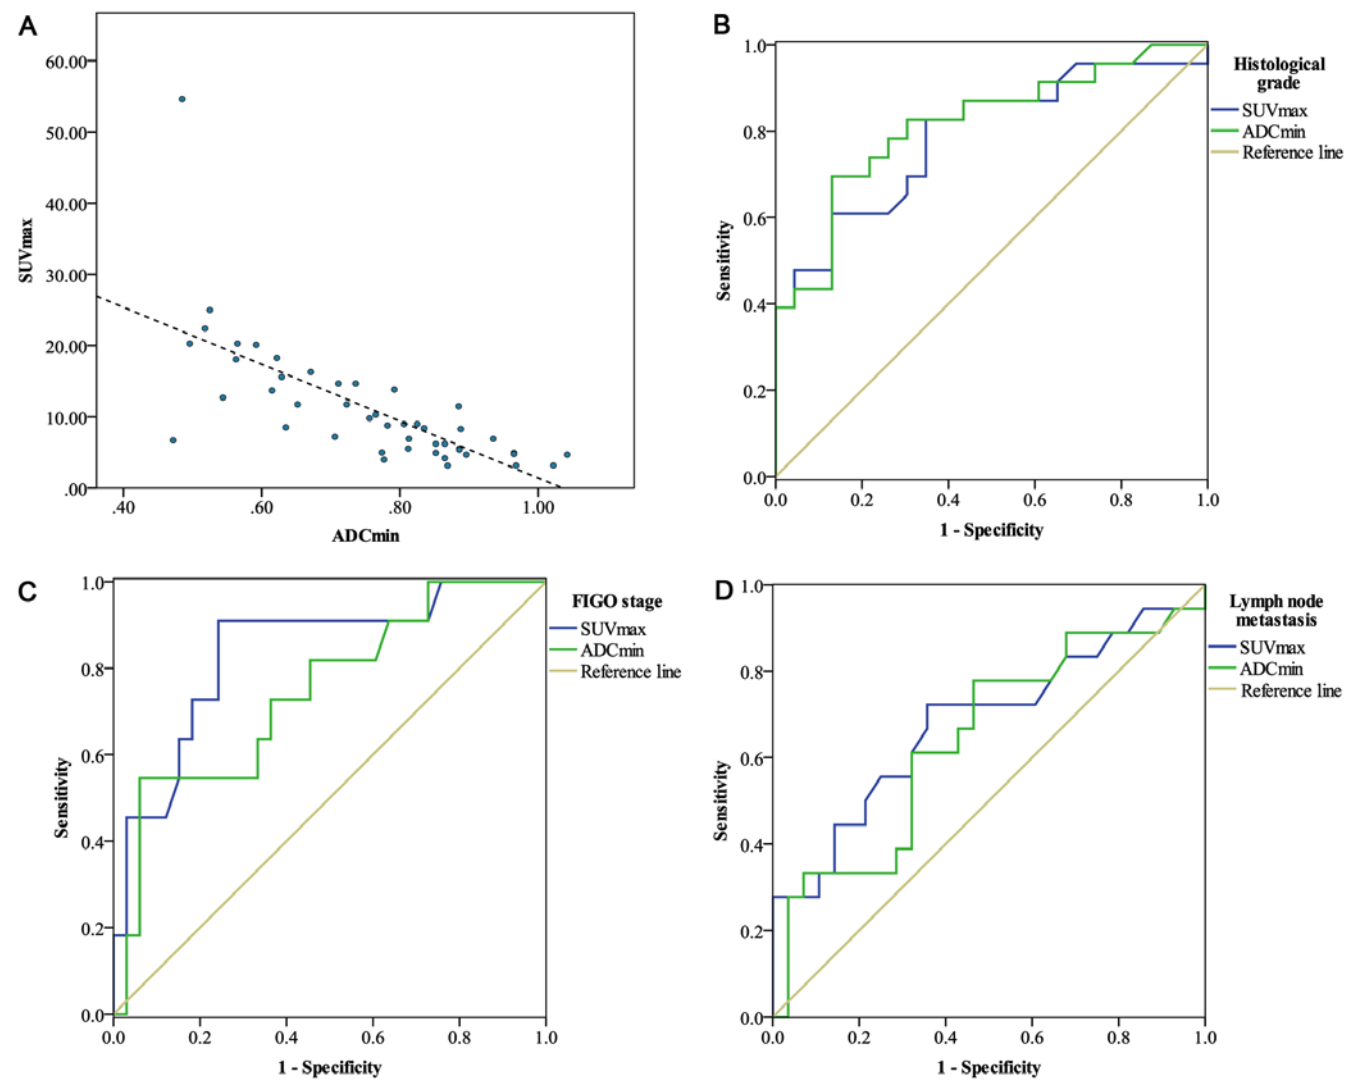 A
60.00
50.00
40.00
30.00
20.00
10.00
.00
SUVmax
.40 .60 .80 1.00
ADCmin
B
1.0
0.8
0.6
0.4
0.2
0.0
Sensitivity
0.0 0.2 0.4 0.6 0.8 1.0
1 - Specificity
Histological
grade
SUVmax
ADCmin
Reference line
C
1.0
0.8
0.6
0.4
0.2
0.0
Sensitivity
0.0 0.2 0.4 0.6 0.8 1.0
1 - Specificity
FIGO stage
SUVmax
ADCmin
Reference line
D
1.0
0.8
0.6
0.4
0.2
0.0
Sensitivity
0.0 0.2 0.4 0.6 0.8 1.0
1 - Specificity
Lymph node
metastasis
SUVmax
ADCmin
Reference line